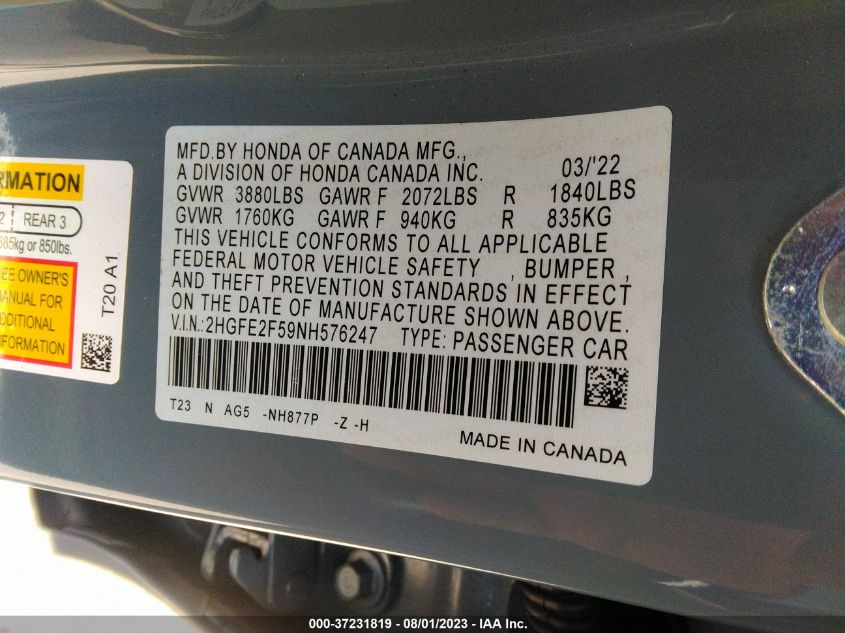 RMATION
2 REAR 3
385kg or 850lbs.
EE OWNER'S
ANUAL FOR
DDITIONAL
FORMATION
T20 A1
MFD.BY HONDA OF CANADA MFG.,
A DIVISION OF HONDA CANADA INC. 03/'22
GVWR 3880LBS GAWR F 2072LBS R 1840LBS
GVWR 1760KG GAWR F 940KG R 835KG
THIS VEHICLE CONFORMS TO ALL APPLICABLE
FEDERAL MOTOR VEHICLE SAFETY , BUMPER ,
AND THEFT PREVENTION STANDARDS IN EFFECT
ON THE DATE OF MANUFACTURE SHOWN ABOVE.
V.I.N.:2HGFE2F59NH576247 TYPE: PASSENGER CAR
T23 N AG5 -NH877P -Z -H
MADE IN CANADA
000-37231819 - 08/01/2023 - IAA Inc.